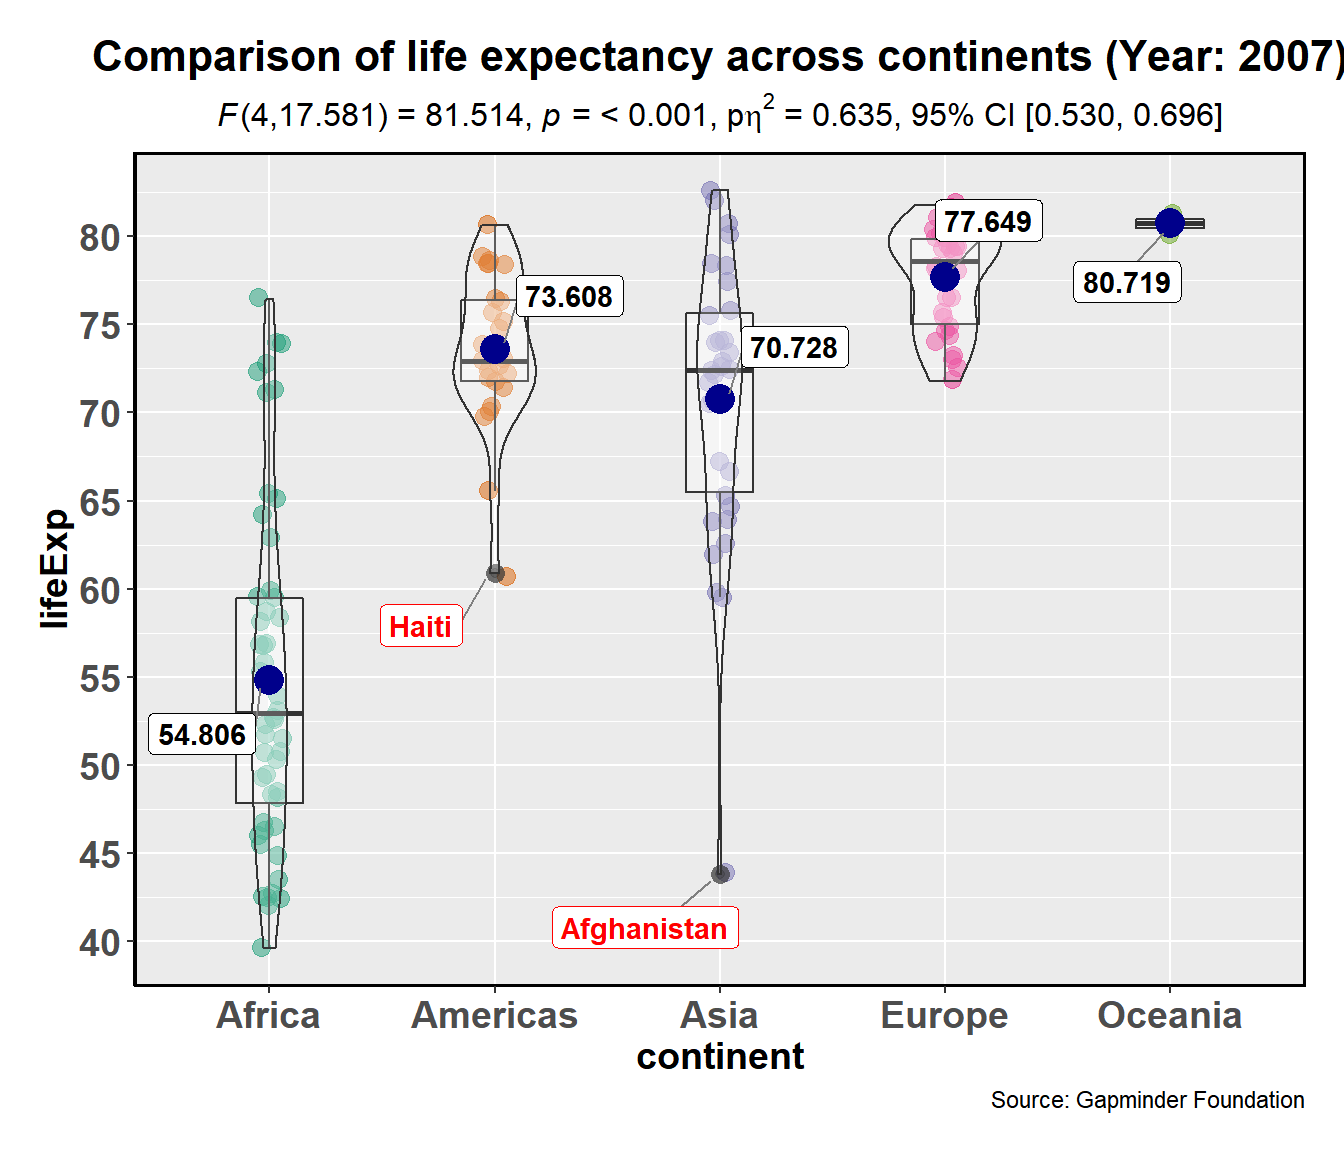 Comparison of life expectancy across continents (Year: 2007)
F(4,17.581) = 81.514, p = < 0.001, pη² = 0.635, 95% CI [0.530, 0.696]
lifeExp
80
75
70
65
60
55
50
45
40
77.649
80.719
73.608
70.728
Haiti
54.806
Afghanistan
Africa Americas Asia Europe Oceania
continent
Source: Gapminder Foundation